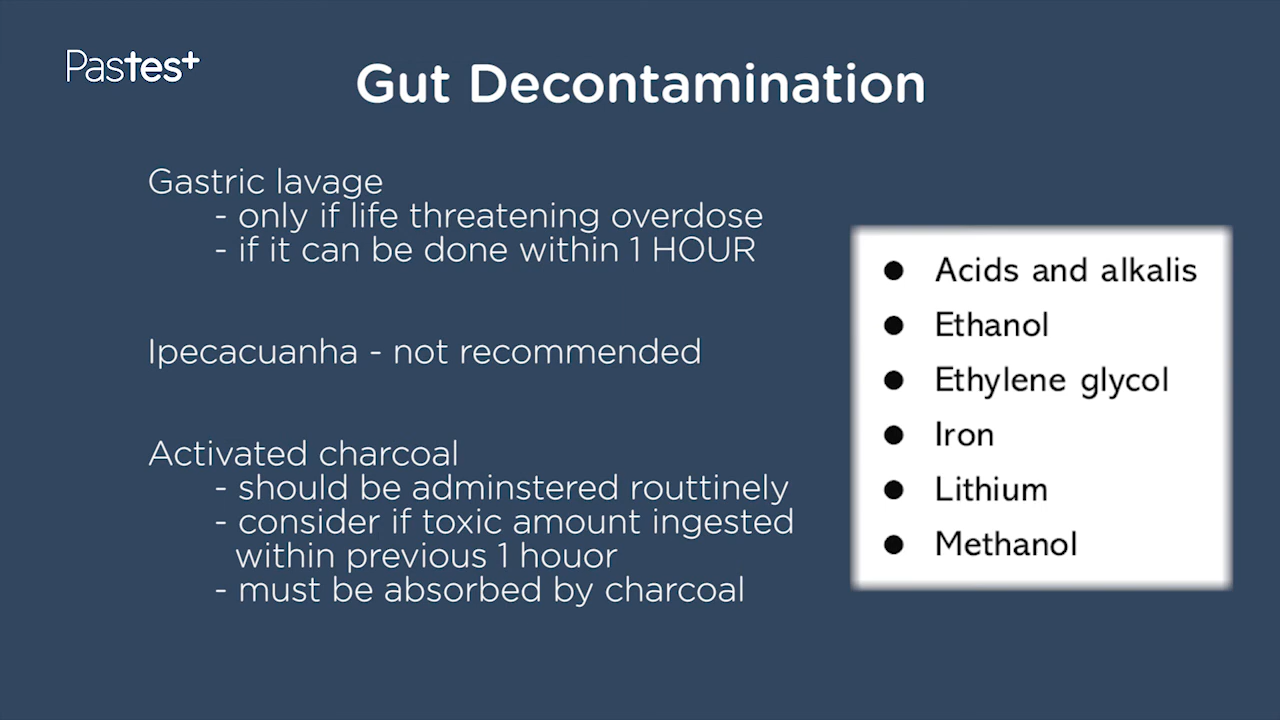 Pastest
Gut Decontamination
Gastric lavage
- only if life threatening overdose
- if it can be done within 1 HOUR
Ipecacuanha - not recommended
Activated charcoal
- should be adminstered routtinely
- consider if toxic amount ingested
within previous 1 houor
- must be absorbed by charcoal
● Acids and alkalis
● Ethanol
● Ethylene glycol
● Iron
● Lithium
● Methanol